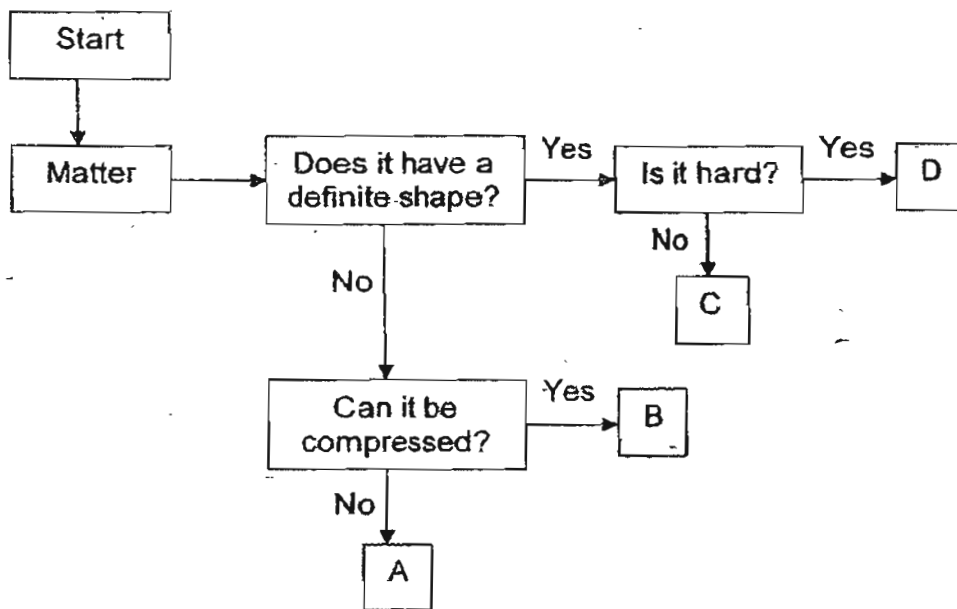 Start
Matter
Does it have a
definite shape?
Yes
Is it hard?
Yes
D
No
C
No
Can it be
compressed?
Yes
B
No
A